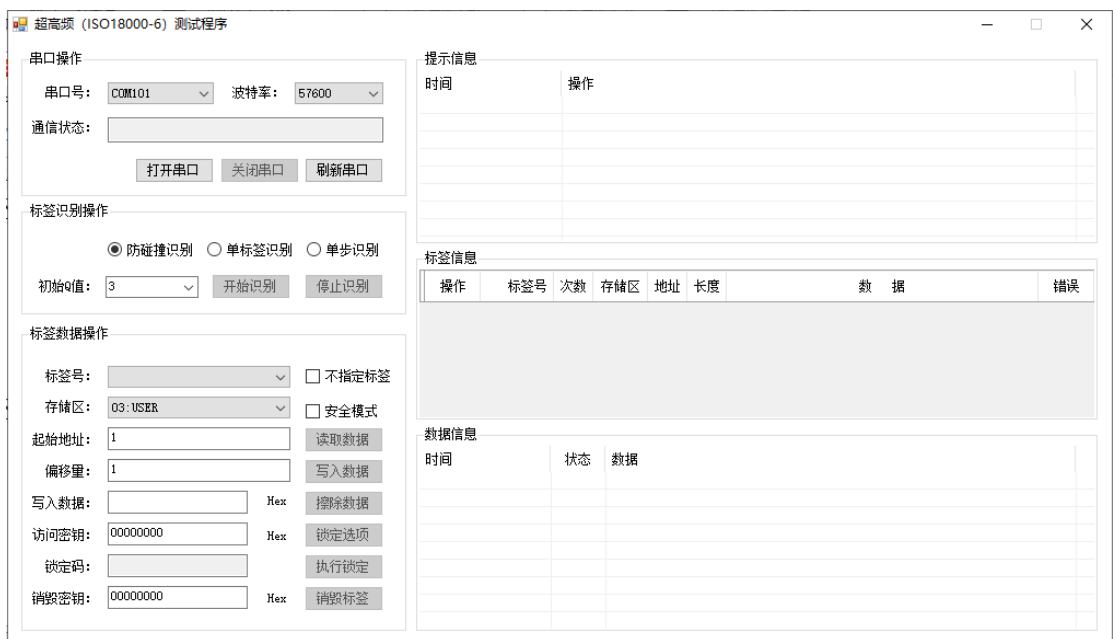 超高频（ISO18000-6）测试程序
串口操作
串口号： COM101 波特率： 57600
通信状态：
打开串口 关闭串口 刷新串口
标签识别操作
防碰撞识别 单标签识别 单步识别
初始Q值： 3 开始识别 停止识别
标签数据操作
标签号： 不指定标签
存储区： 03:USER 安全模式
起始地址： 1 读取数据
偏移量： 1 写入数据
写入数据： Hex 擦除数据
访问密钥： 00000000 Hex 锁定选项
锁定码： 执行锁定
销毁密钥： 00000000 Hex 销毁标签
提示信息
时间 操作
标签信息
操作 标签号 次数 存储区 地址 长度 数 据 错误
数据信息
时间 状态 数据